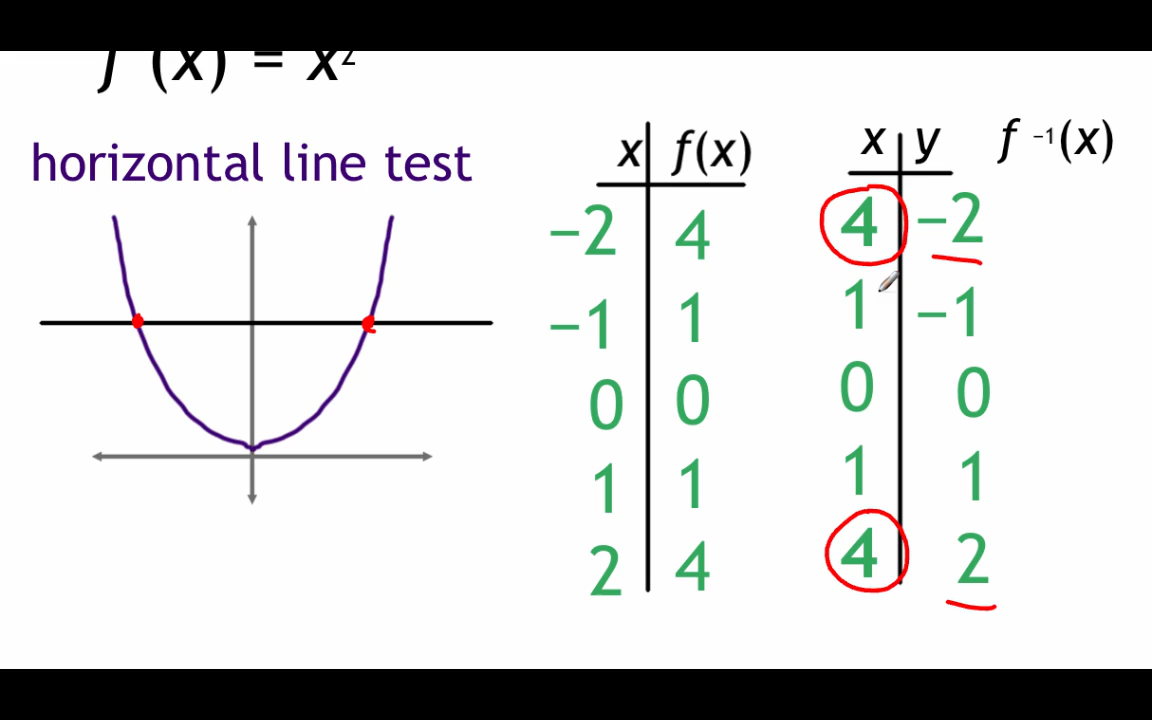 f (x) = x²
horizontal line test
x f(x)
-2 4
-1 1
0 0
1 1
2 4
x y f ⁻¹(x)
4 -2
1 -1
0 0
1 1
4 2